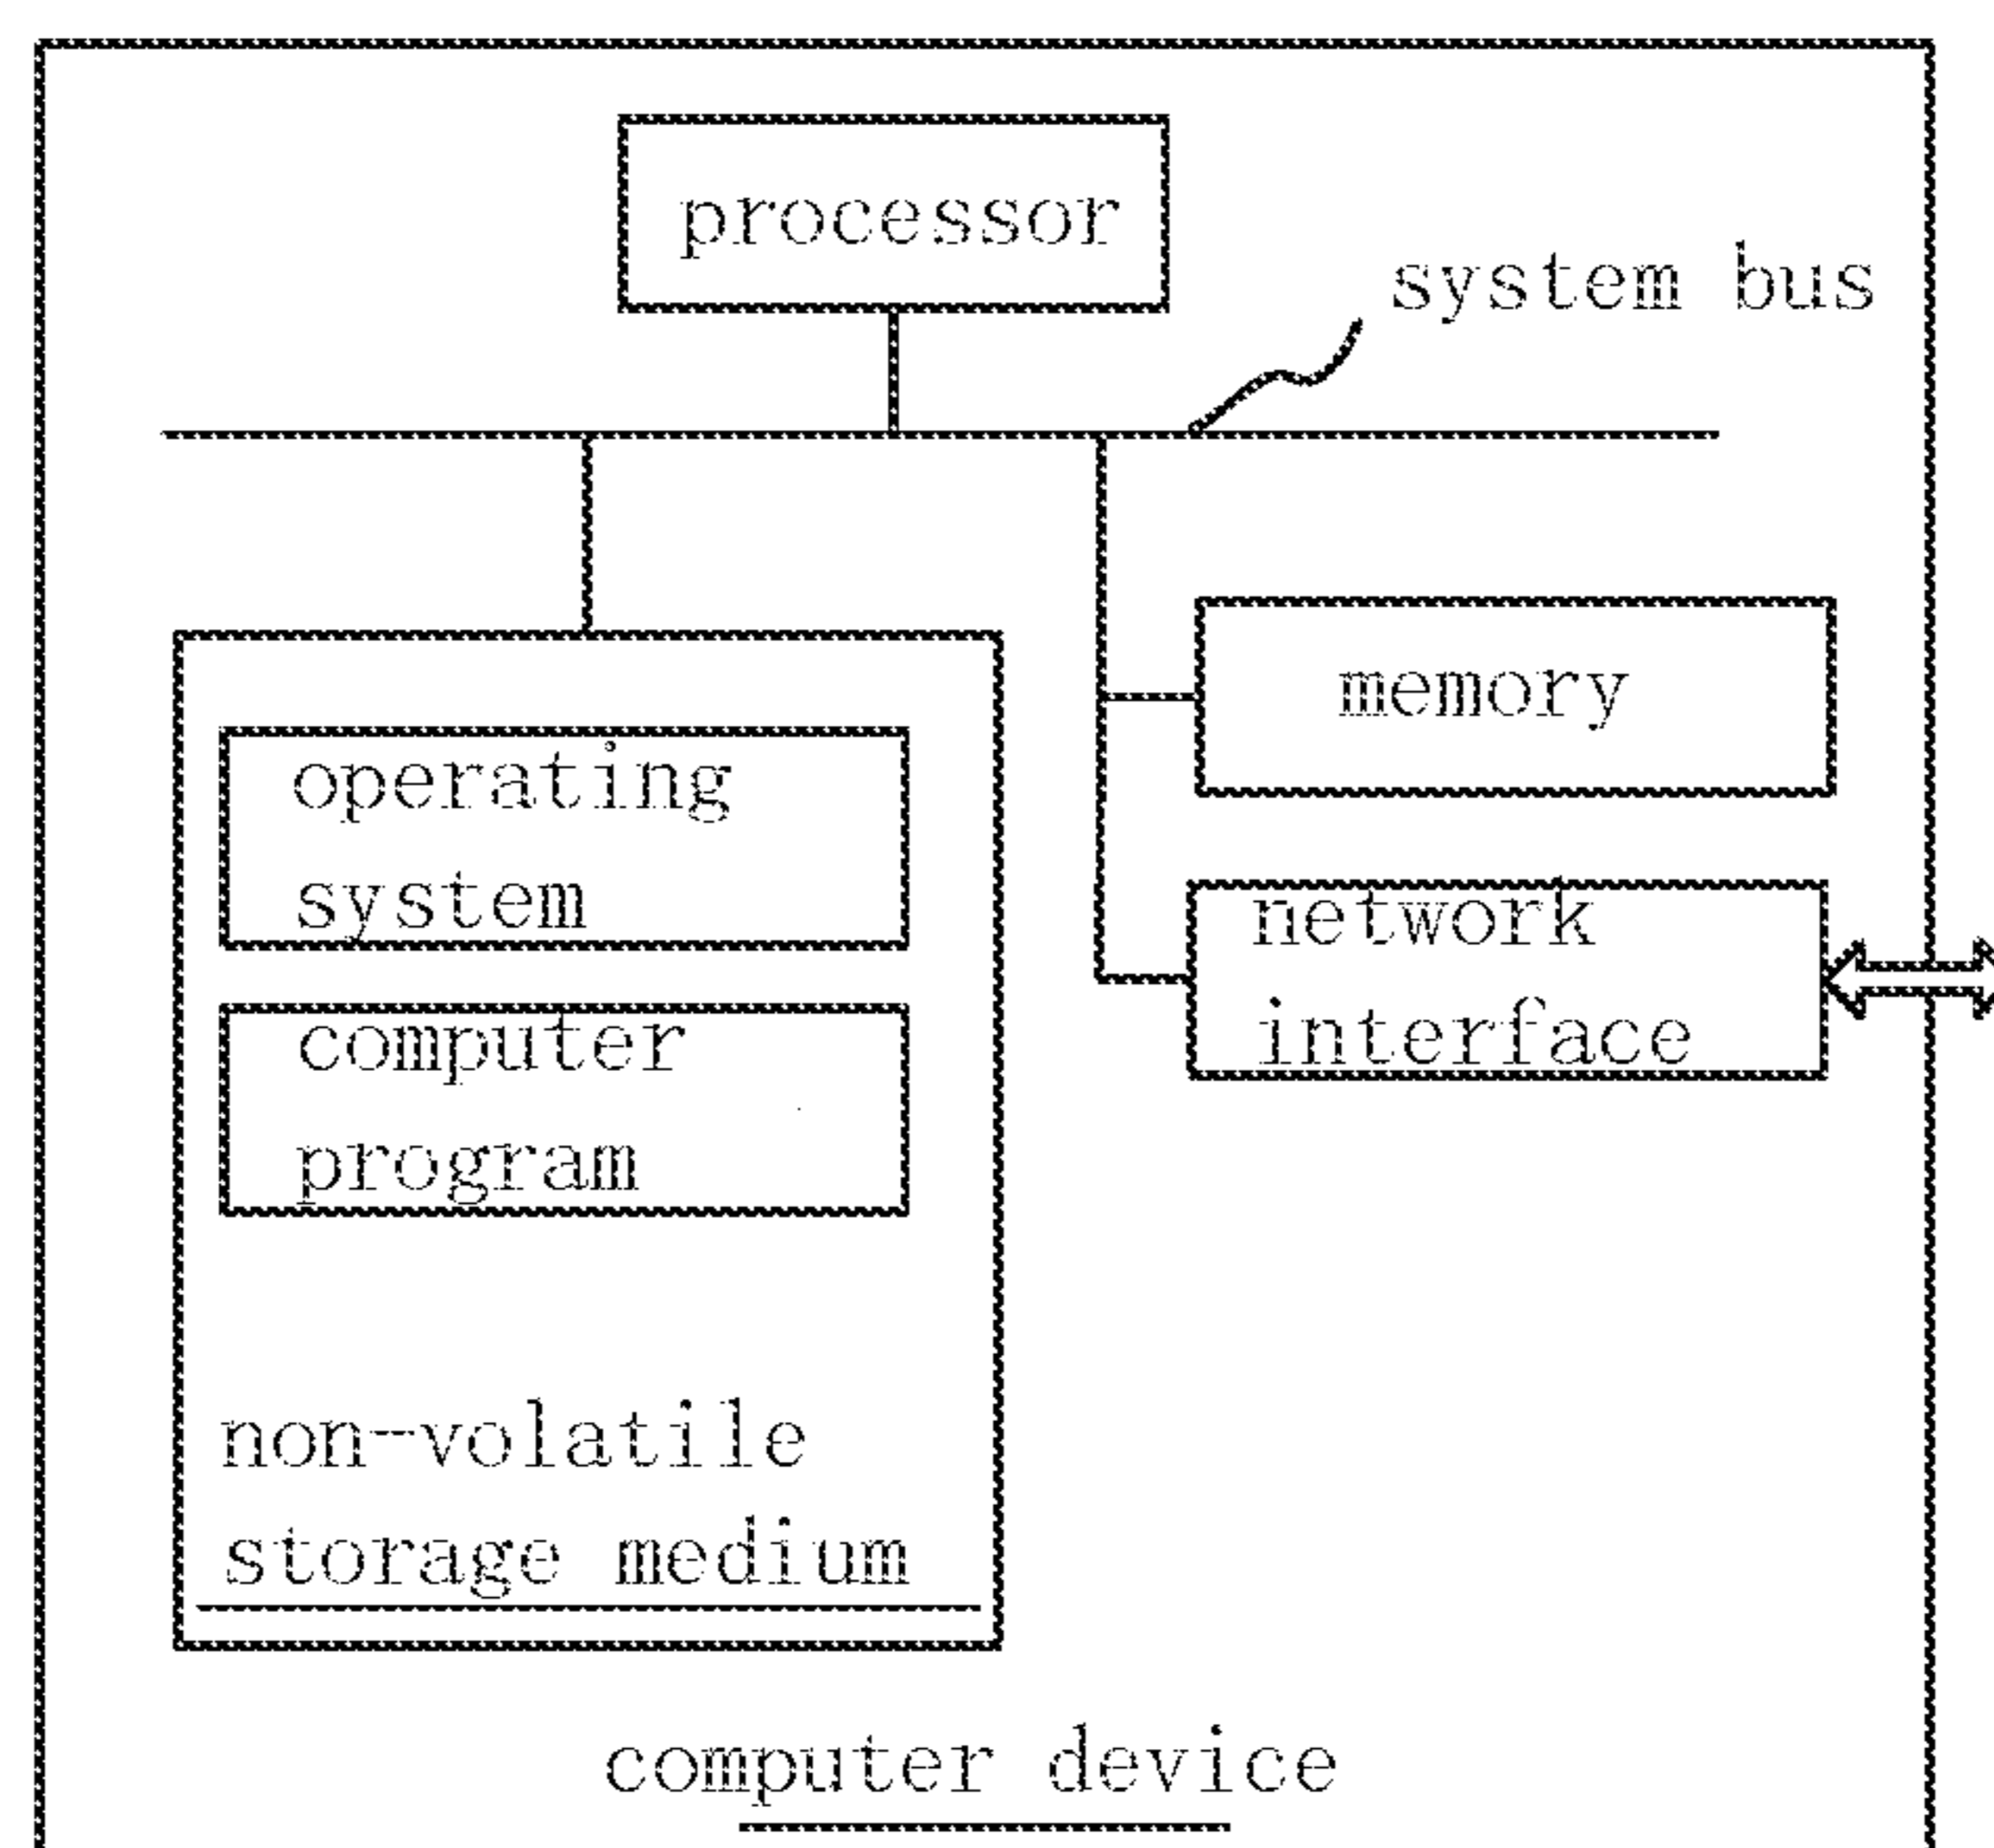 processor
system bus
memory
operating
system
network
interface
computer
program
non-volatile
storage medium
computer device